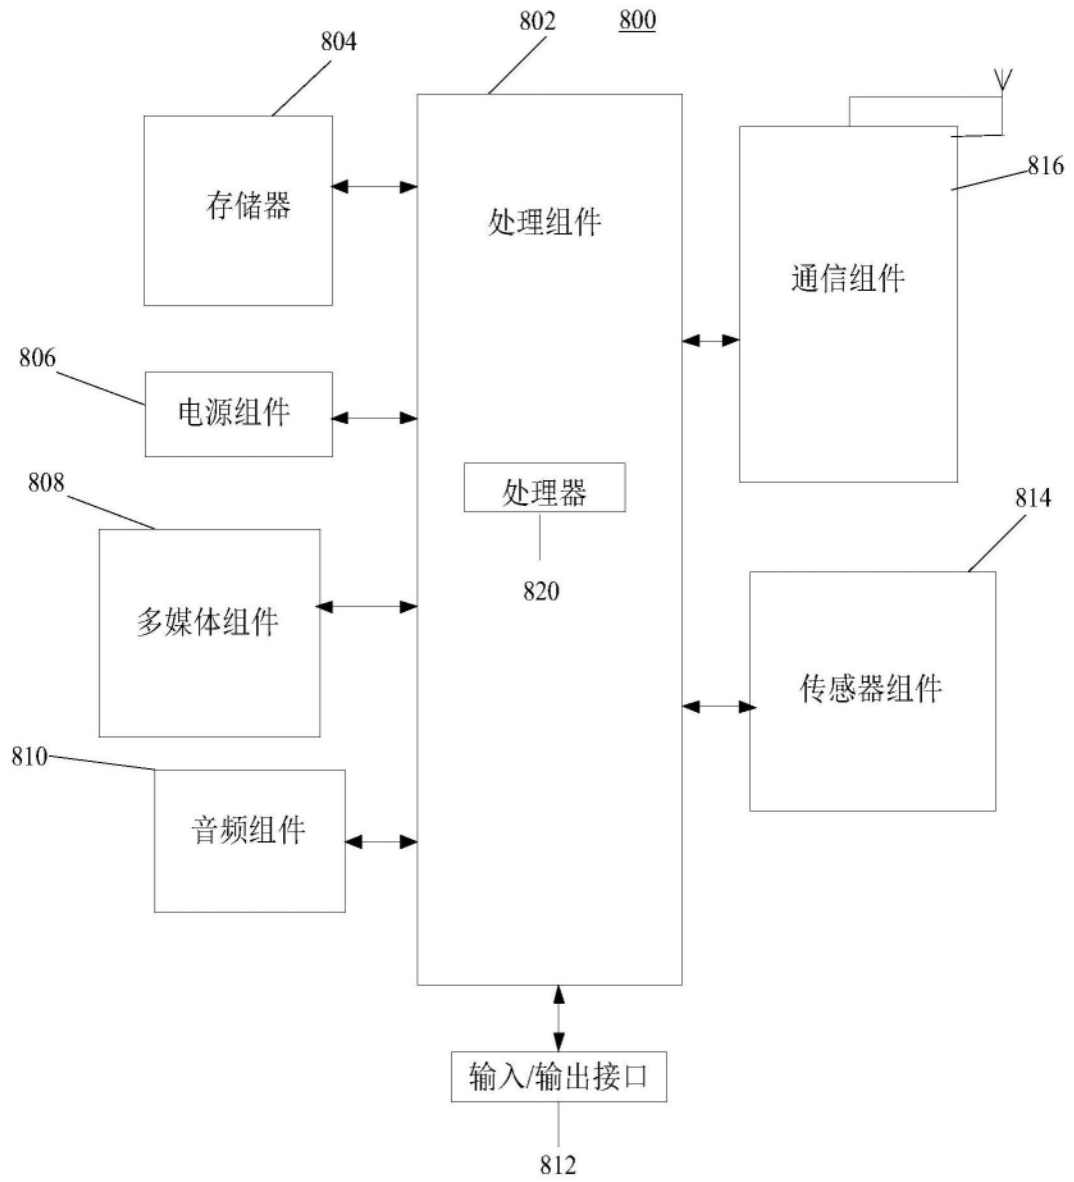 802
800
804
816
存储器
处理组件
通信组件
806
电源组件
808
处理器
814
820
多媒体组件
传感器组件
810
音频组件
输入/输出接口
812